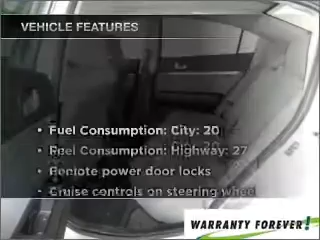 VEHICLE FEATURES
• Fuel Consumption: City: 20
• Fuel Consumption: Highway: 27
• Remote power door locks
• Cruise controls on steering wheel
WARRANTY FOREVER!